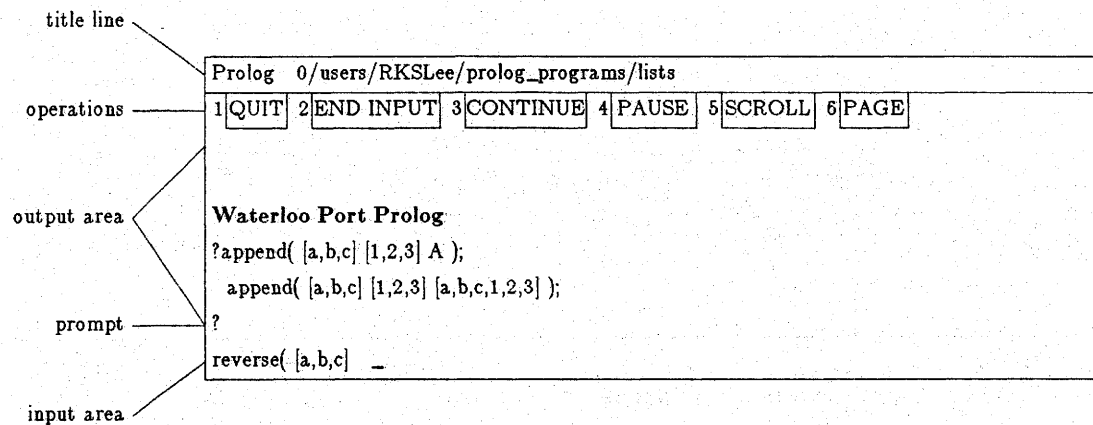 title line
Prolog 0/users/RKSLee/prolog_programs/lists
operations
1 QUIT 2 END INPUT 3 CONTINUE 4 PAUSE 5 SCROLL 6 PAGE
output area
Waterloo Port Prolog
?append( [a,b,c] [1,2,3] A );
append( [a,b,c] [1,2,3] [a,b,c,1,2,3] );
prompt
?
reverse( [a,b,c] _
input area